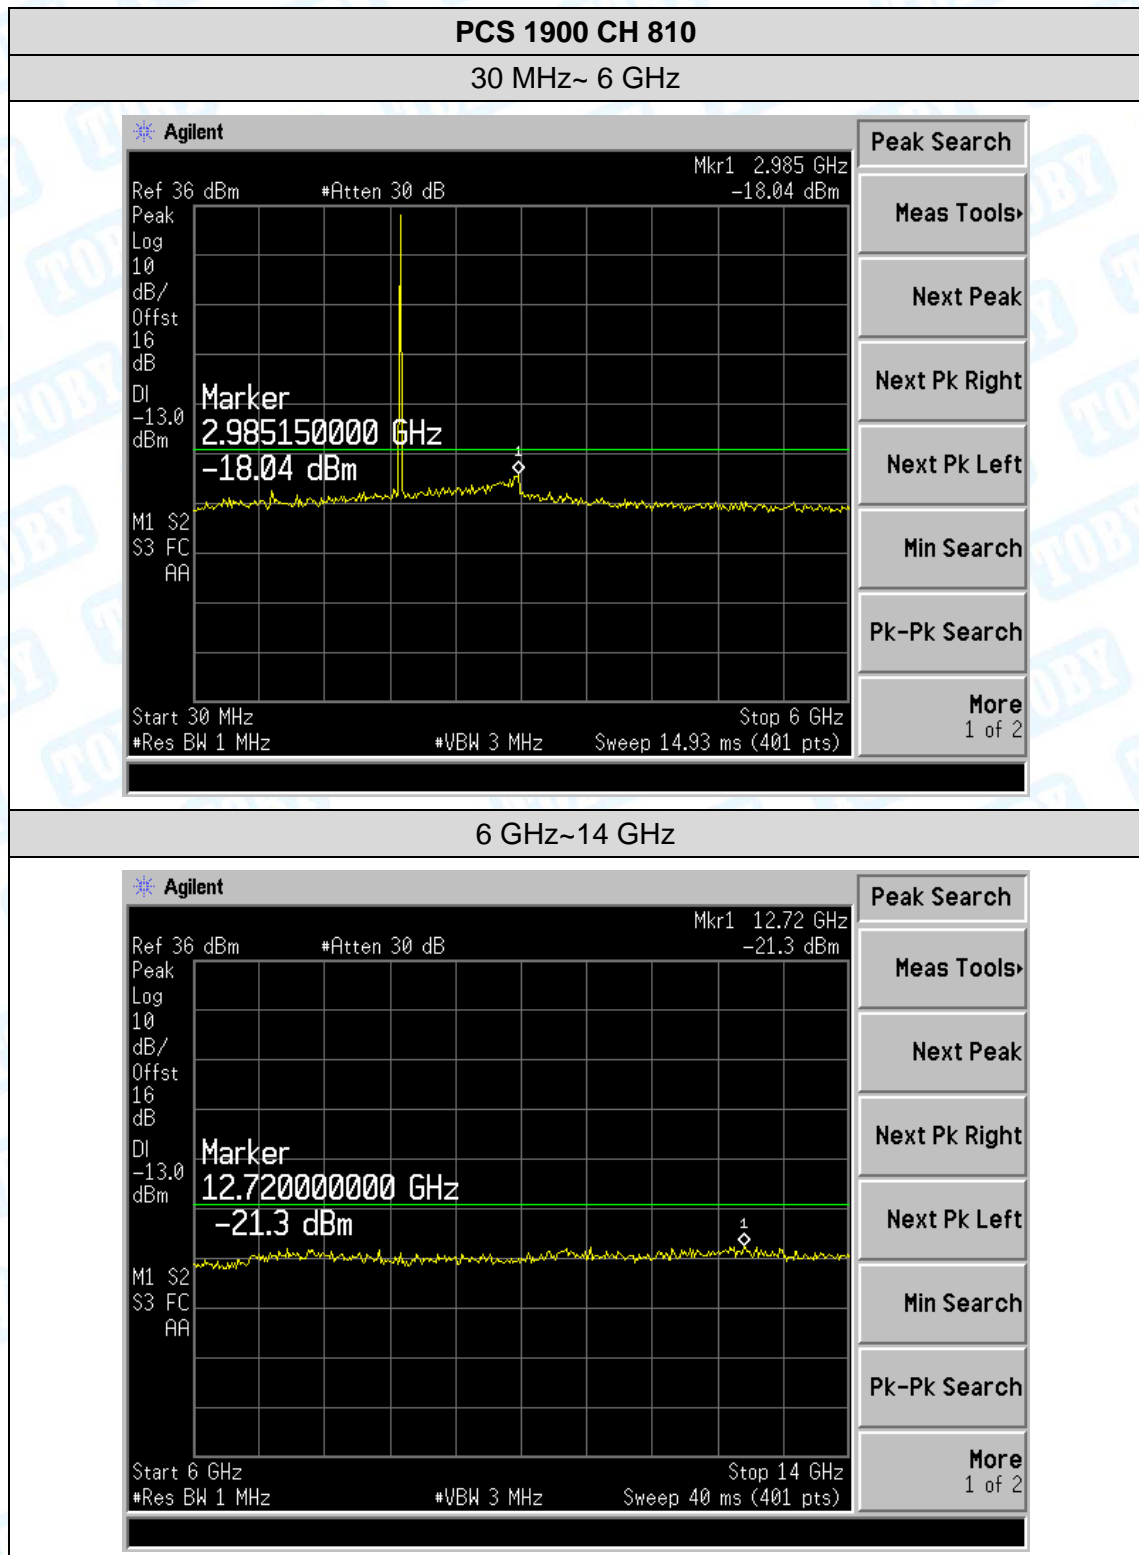 PCS 1900 CH 810
30 MHz~ 6 GHz
Agilent
Peak Search
Mkr1 2.985 GHz
Ref 36 dBm #Atten 30 dB -18.04 dBm
Peak
Log
10
dB/
Offst
16
dB
DI
-13.0
dBm
Marker
2.985150000 GHz
-18.04 dBm
1
M1 S2
S3 FC
AA
Start 30 MHz Stop 6 GHz
#Res BW 1 MHz #VBW 3 MHz Sweep 14.93 ms (401 pts)
Meas Tools
Next Peak
Next Pk Right
Next Pk Left
Min Search
Pk-Pk Search
More
1 of 2
6 GHz~14 GHz
Agilent
Peak Search
Mkr1 12.72 GHz
Ref 36 dBm #Atten 30 dB -21.3 dBm
Peak
Log
10
dB/
Offst
16
dB
DI
-13.0
dBm
Marker
12.720000000 GHz
-21.3 dBm
1
M1 S2
S3 FC
AA
Start 6 GHz Stop 14 GHz
#Res BW 1 MHz #VBW 3 MHz Sweep 40 ms (401 pts)
Meas Tools
Next Peak
Next Pk Right
Next Pk Left
Min Search
Pk-Pk Search
More
1 of 2
TOBY